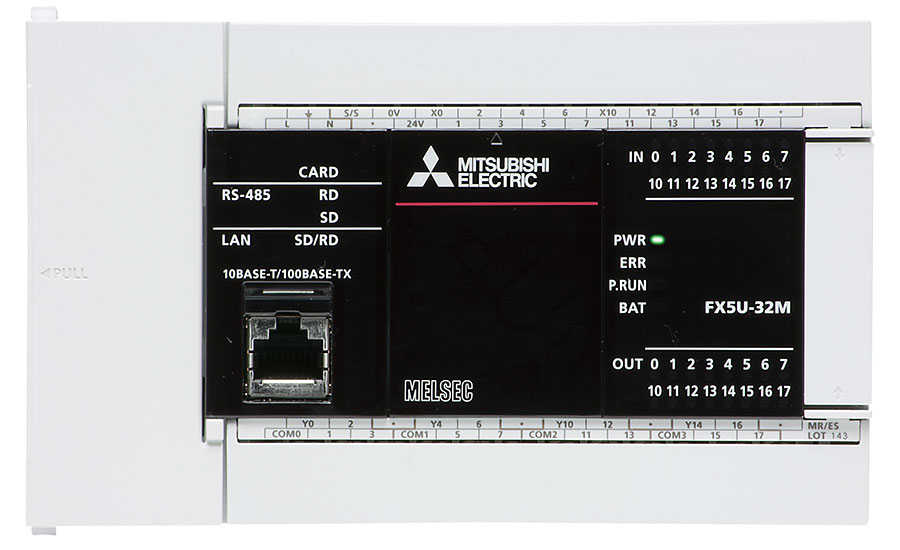 ⏚ S/S 0V X0 2 4 6 X10 12 14 16 •
L N • 24V 1 3 5 7 11 13 15 17
CARD
RS-485 RD
SD
LAN SD/RD
10BASE-T/100BASE-TX
MITSUBISHI
ELECTRIC
MELSEC
IN 0 1 2 3 4 5 6 7
10 11 12 13 14 15 16 17
PWR
ERR
P.RUN
BAT
FX5U-32M
OUT 0 1 2 3 4 5 6 7
10 11 12 13 14 15 16 17
PULL
Y0 2 • Y4 6 • Y10 12 • Y14 16 •
COM0 1 3 COM1 5 7 COM2 11 13 COM3 15 17
MR/ES
LOT 143